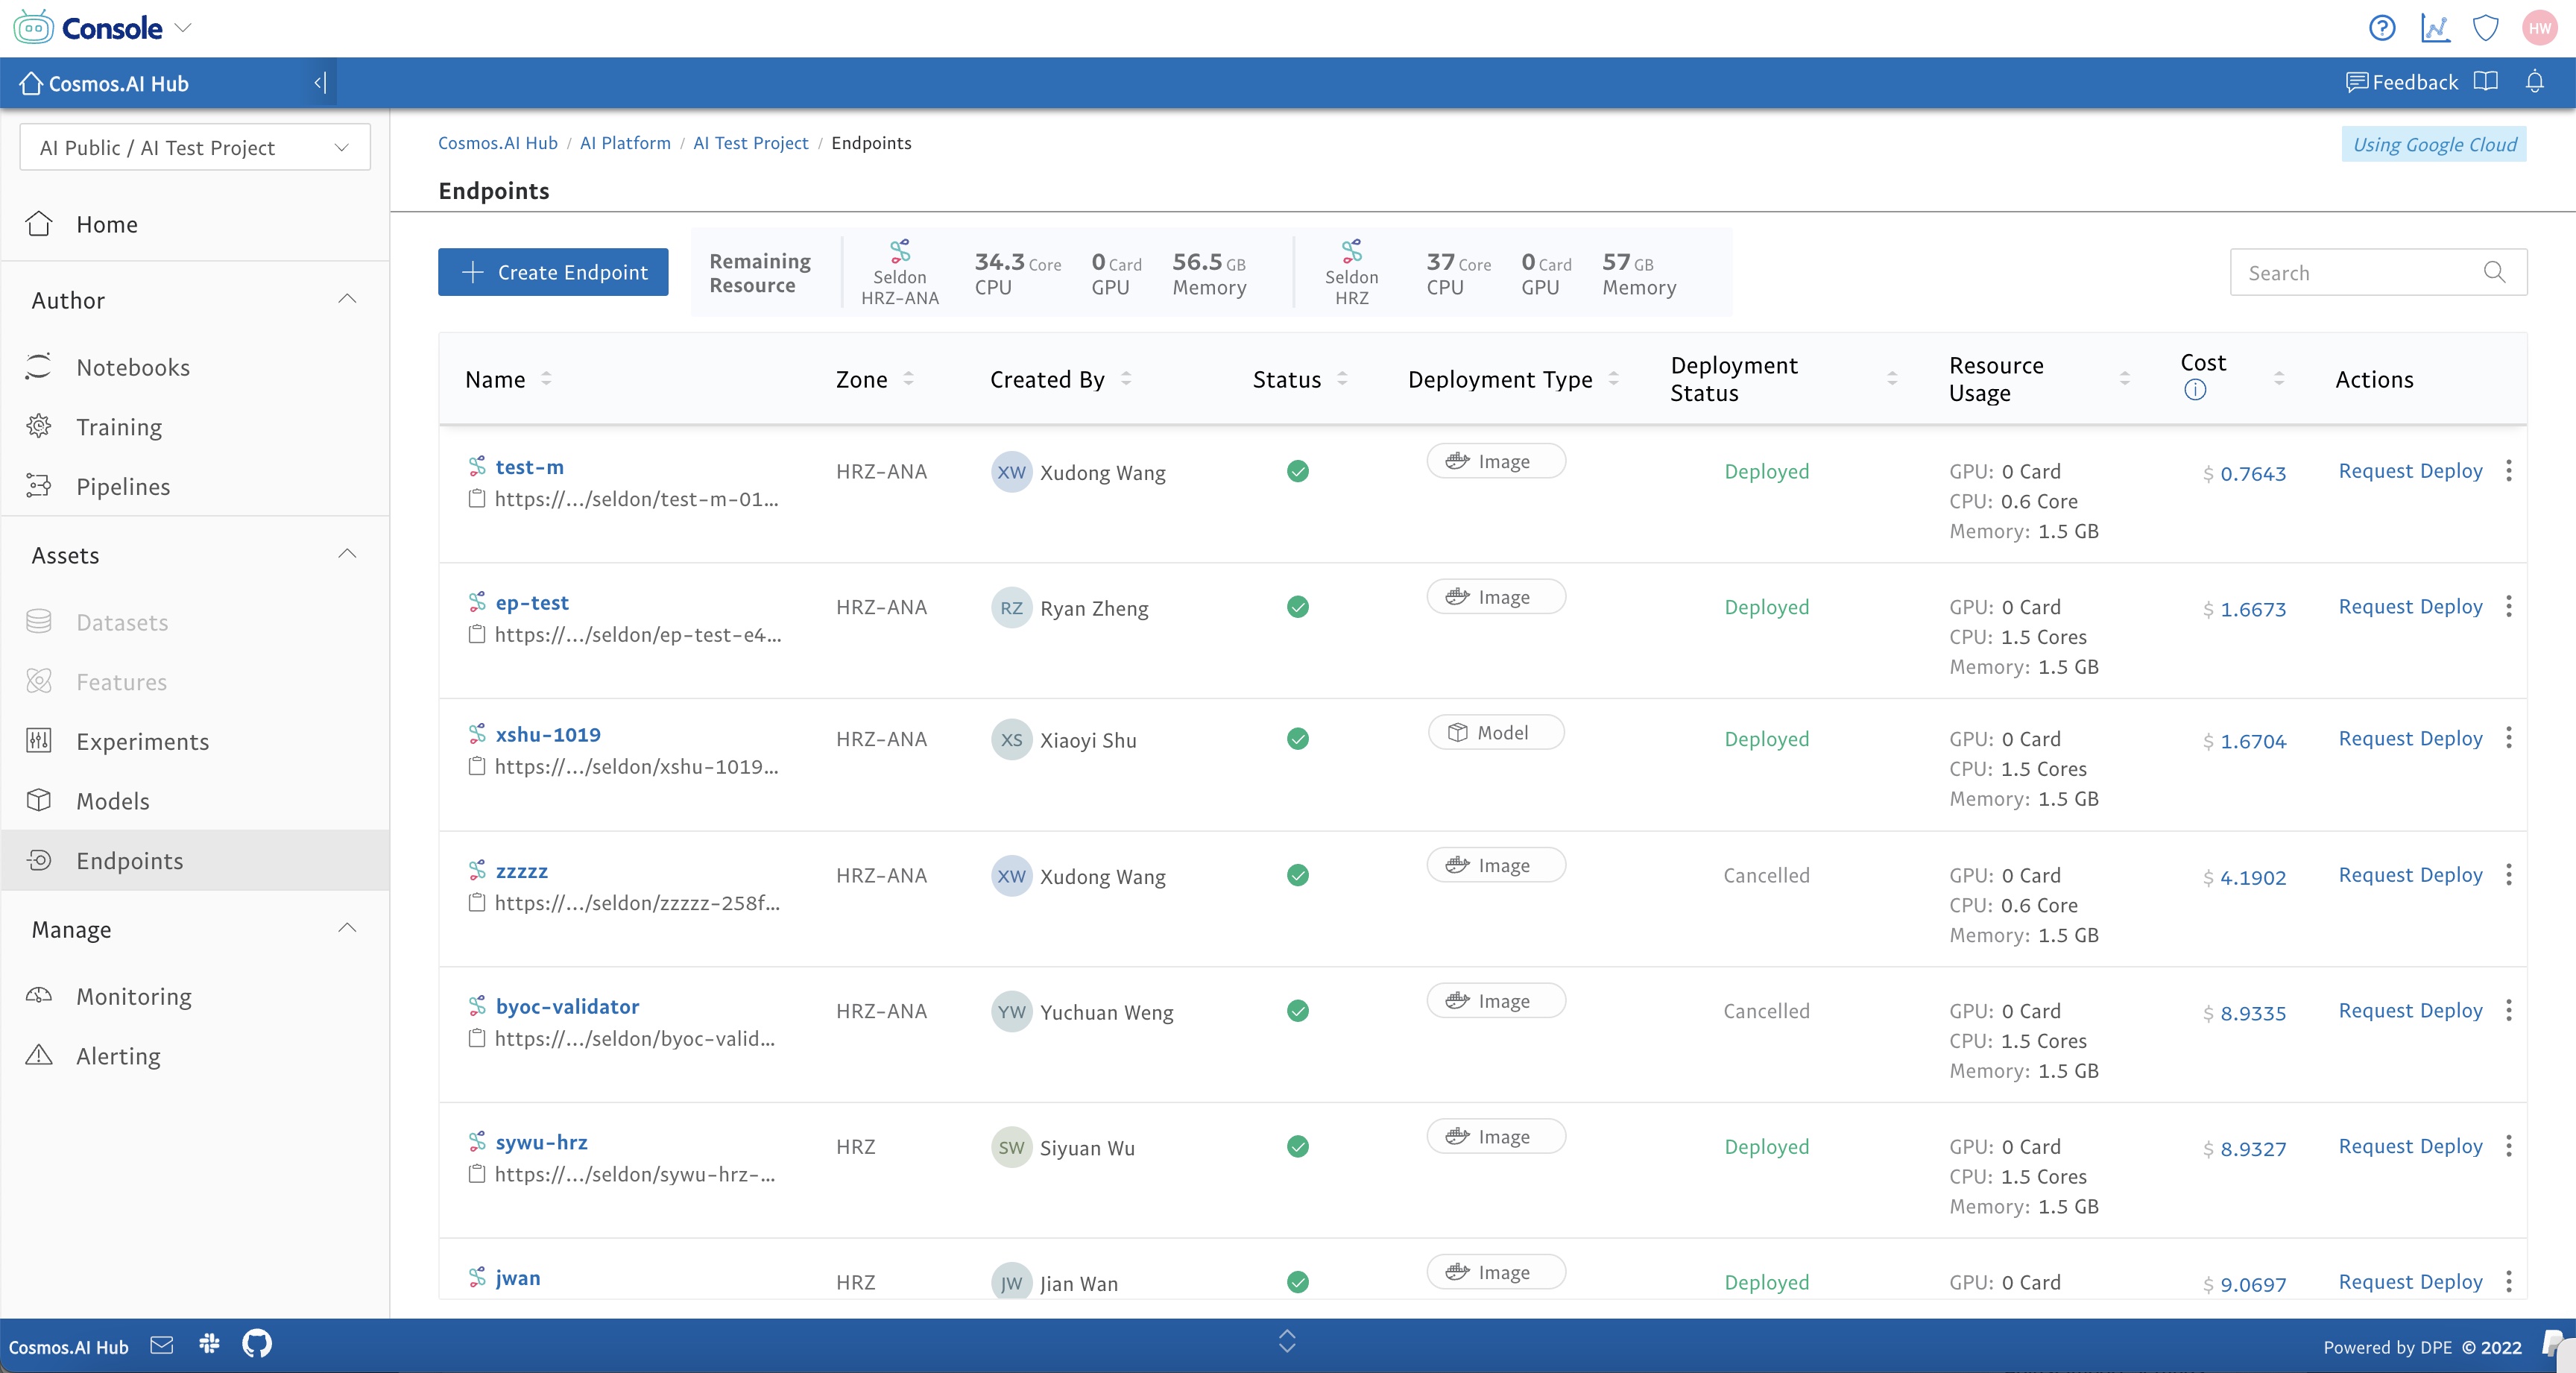 Console
HW
Cosmos.AI Hub
Feedback
AI Public / AI Test Project
Home
Author
Notebooks
Training
Pipelines
Assets
Datasets
Features
Experiments
Models
Endpoints
Manage
Monitoring
Alerting
Cosmos.AI Hub / AI Platform / AI Test Project / Endpoints
Using Google Cloud
Endpoints
Create Endpoint
Remaining Resource
Seldon HRZ-ANA
34.3 Core CPU
0 Card GPU
56.5 GB Memory
Seldon HRZ
37 Core CPU
0 Card GPU
57 GB Memory
Search
Name Zone Created By Status Deployment Type Deployment Status Resource Usage Cost Actions
test-m HRZ-ANA XW Xudong Wang Image Deployed GPU: 0 Card $ 0.7643 Request Deploy
https://.../seldon/test-m-01... CPU: 0.6 Core
Memory: 1.5 GB
ep-test HRZ-ANA RZ Ryan Zheng Image Deployed GPU: 0 Card $ 1.6673 Request Deploy
https://.../seldon/ep-test-e4... CPU: 1.5 Cores
Memory: 1.5 GB
xshu-1019 HRZ-ANA XS Xiaoyi Shu Model Deployed GPU: 0 Card $ 1.6704 Request Deploy
https://.../seldon/xshu-1019... CPU: 1.5 Cores
Memory: 1.5 GB
zzzzz HRZ-ANA XW Xudong Wang Image Cancelled GPU: 0 Card $ 4.1902 Request Deploy
https://.../seldon/zzzzz-258f... CPU: 0.6 Core
Memory: 1.5 GB
byoc-validator HRZ-ANA YW Yuchuan Weng Image Cancelled GPU: 0 Card $ 8.9335 Request Deploy
https://.../seldon/byoc-valid... CPU: 1.5 Cores
Memory: 1.5 GB
sywu-hrz HRZ SW Siyuan Wu Image Deployed GPU: 0 Card $ 8.9327 Request Deploy
https://.../seldon/sywu-hrz-... CPU: 1.5 Cores
Memory: 1.5 GB
jwan HRZ JW Jian Wan Image Deployed GPU: 0 Card $ 9.0697 Request Deploy
Cosmos.AI Hub
Powered by DPE © 2022